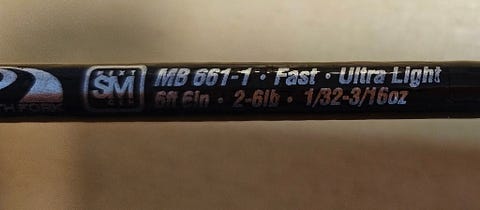 SM
MB 661-1 · Fast · Ultra Light
6ft 6in · 2-6lb · 1/32-3/16oz